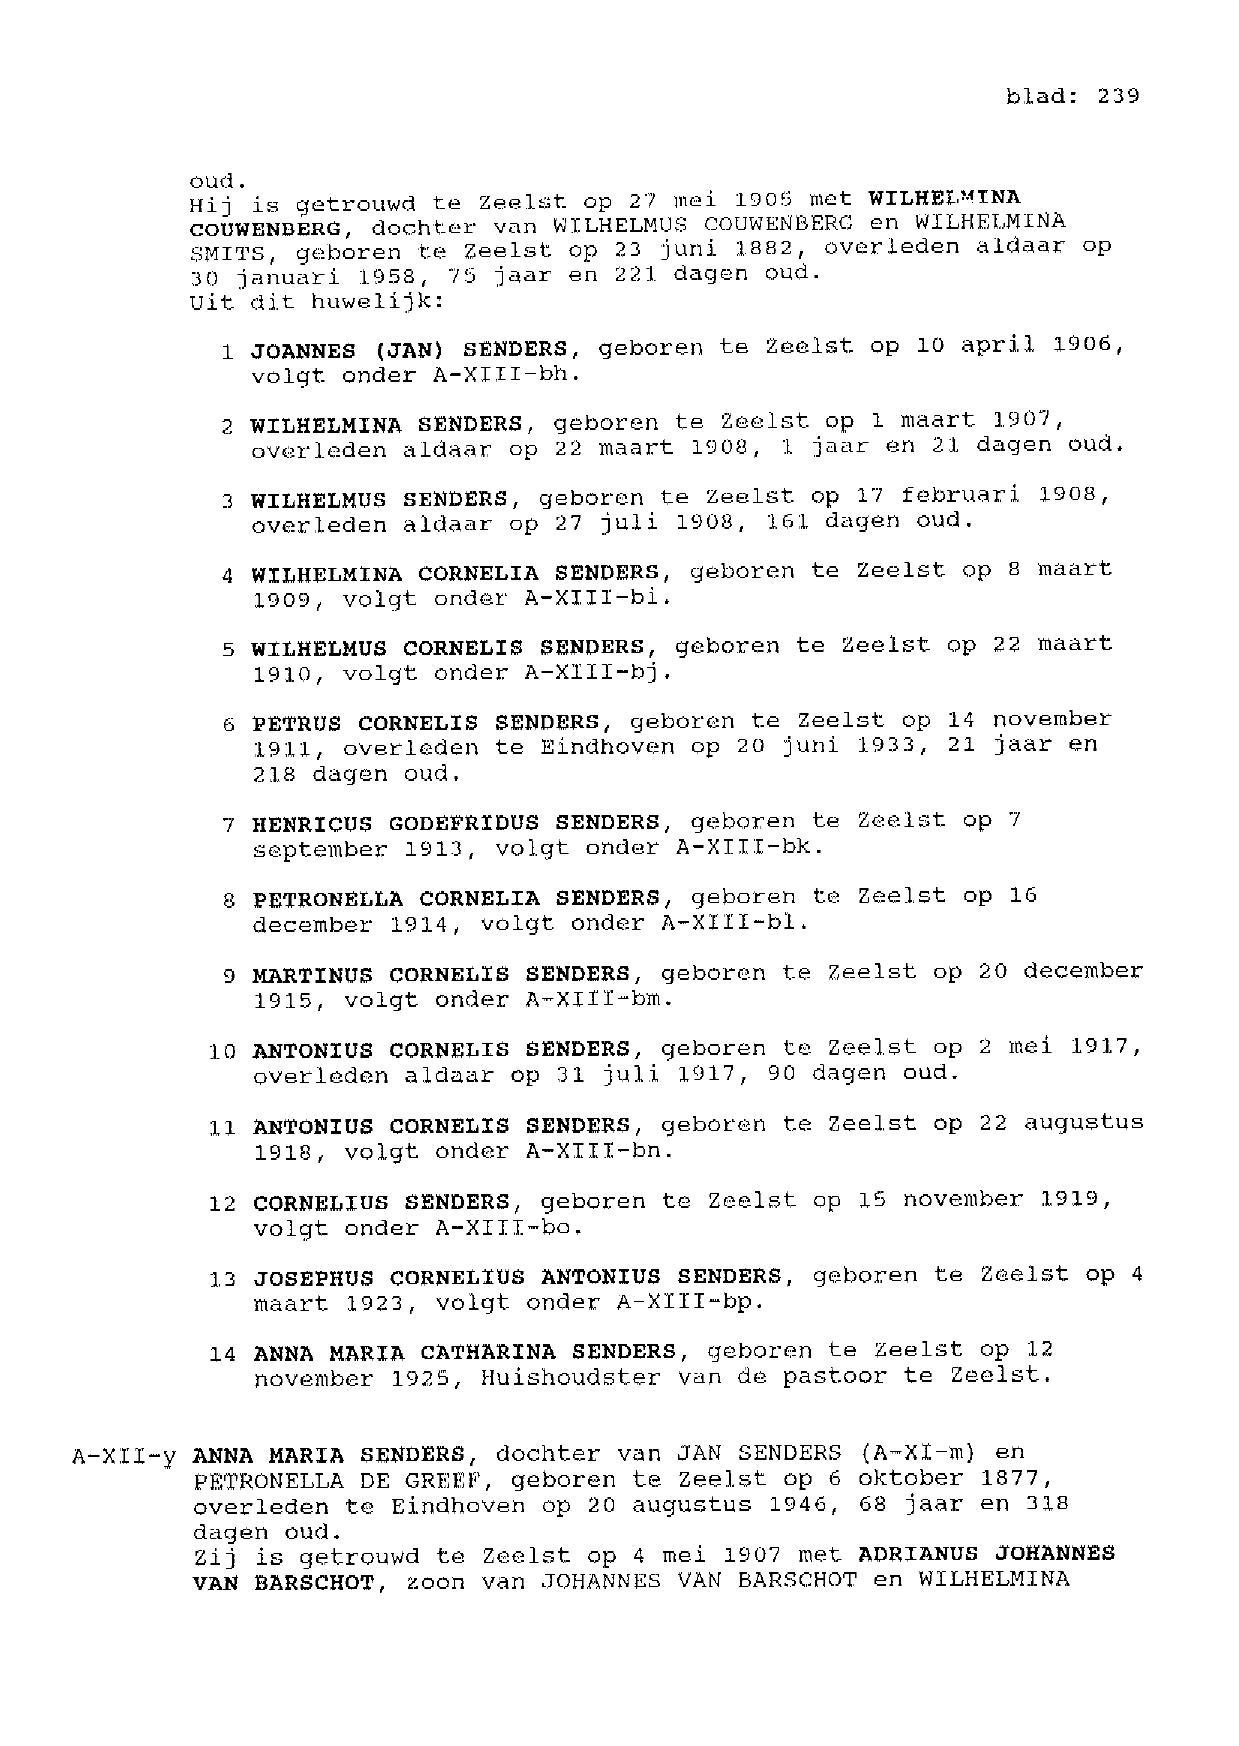 blad: 239
oud.
Hij is getrouwd te Zeelst op 27 mei 1905 met WILHELMINA
COUWENBERG, dochter van WILHELMUS COUWENBERG en WILHELMINA
SMITS, geboren te Zeelst op 23 juni 1882, overleden aldaar op
30 januari 1958, 75 jaar en 221 dagen oud.
Uit dit huwelijk:
1 JOANNES (JAN) SENDERS, geboren te Zeelst op 10 april 1906,
volgt onder A-XIII-bh.
2 WILHELMINA SENDERS, geboren te Zeelst op 1 maart 1907,
overleden aldaar op 22 maart 1908, 1 jaar en 21 dagen oud.
3 WILHELMUS SENDERS, geboren te Zeelst op 17 februari 1908,
overleden aldaar op 27 juli 1908, 161 dagen oud.
4 WILHELMINA CORNELIA SENDERS, geboren te Zeelst op 8 maart
1909, volgt onder A-XIII-bi.
5 WILHELMUS CORNELIS SENDERS, geboren te Zeelst op 22 maart
1910, volgt onder A-XIII-bj.
6 PETRUS CORNELIS SENDERS, geboren te Zeelst op 14 november
1911, overleden te Eindhoven op 20 juni 1933, 21 jaar en
218 dagen oud.
7 HENRICUS GODEFRIDUS SENDERS, geboren te Zeelst op 7
september 1913, volgt onder A-XIII-bk.
8 PETRONELLA CORNELIA SENDERS, geboren te Zeelst op 16
december 1914, volgt onder A-XIII-bl.
9 MARTINUS CORNELIS SENDERS, geboren te Zeelst op 20 december
1915, volgt onder A-XIII-bm.
10 ANTONIUS CORNELIS SENDERS, geboren te Zeelst op 2 mei 1917,
overleden aldaar op 31 juli 1917, 90 dagen oud.
11 ANTONIUS CORNELIS SENDERS, geboren te Zeelst op 22 augustus
1918, volgt onder A-XIII-bn.
12 CORNELIUS SENDERS, geboren te Zeelst op 15 november 1919,
volgt onder A-XIII-bo.
13 JOSEPHUS CORNELIUS ANTONIUS SENDERS, geboren te Zeelst op 4
maart 1923, volgt onder A-XIII-bp.
14 ANNA MARIA CATHARINA SENDERS, geboren te Zeelst op 12
november 1925, Huishoudster van de pastoor te Zeelst.
A-XII-y ANNA MARIA SENDERS, dochter van JAN SENDERS (A-XI-m) en
PETRONELLA DE GREEF, geboren te Zeelst op 6 oktober 1877,
overleden te Eindhoven op 20 augustus 1946, 68 jaar en 318
dagen oud.
Zij is getrouwd te Zeelst op 4 mei 1907 met ADRIANUS JOHANNES
VAN BARSCHOT, zoon van JOHANNES VAN BARSCHOT en WILHELMINA